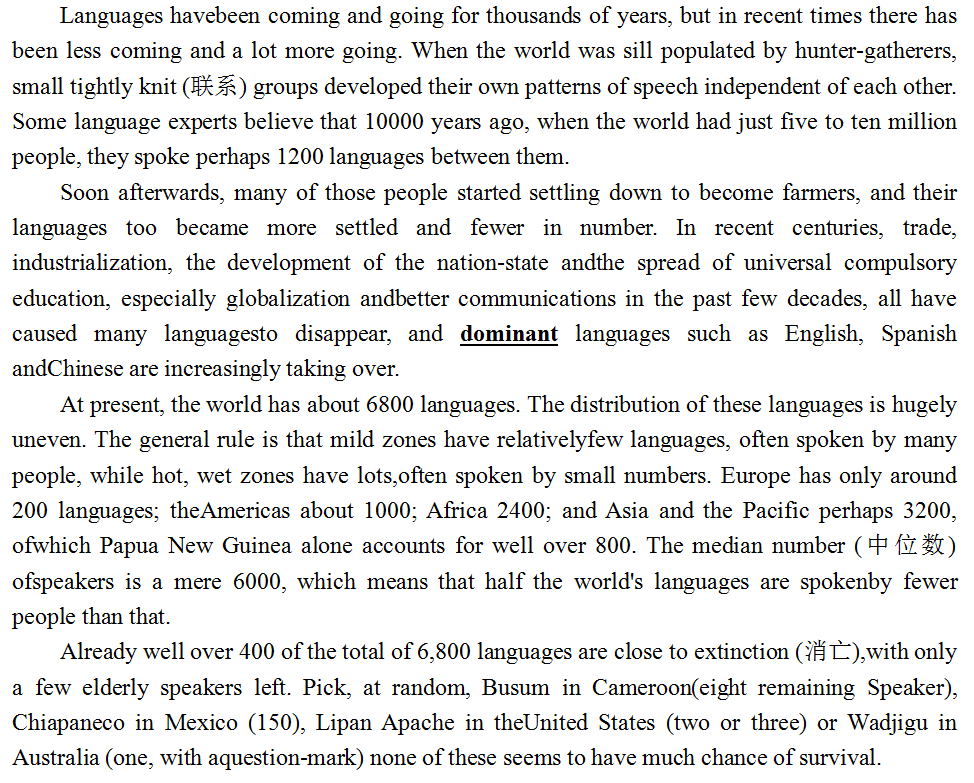 Languages havebeen coming and going for thousands of years, but in recent times there has
been less coming and a lot more going. When the world was sill populated by hunter-gatherers,
small tightly knit (联系) groups developed their own patterns of speech independent of each other.
Some language experts believe that 10000 years ago, when the world had just five to ten million
people, they spoke perhaps 1200 languages between them.
Soon afterwards, many of those people started settling down to become farmers, and their
languages too became more settled and fewer in number. In recent centuries, trade,
industrialization, the development of the nation-state andthe spread of universal compulsory
education, especially globalization andbetter communications in the past few decades, all have
caused many languagesto disappear, and dominant languages such as English, Spanish
andChinese are increasingly taking over.
At present, the world has about 6800 languages. The distribution of these languages is hugely
uneven. The general rule is that mild zones have relativelyfew languages, often spoken by many
people, while hot, wet zones have lots,often spoken by small numbers. Europe has only around
200 languages; theAmericas about 1000; Africa 2400; and Asia and the Pacific perhaps 3200,
ofwhich Papua New Guinea alone accounts for well over 800. The median number (中位数)
ofspeakers is a mere 6000, which means that half the world's languages are spokenby fewer
people than that.
Already well over 400 of the total of 6,800 languages are close to extinction (消亡),with only
a few elderly speakers left. Pick, at random, Busum in Cameroon(eight remaining Speaker),
Chiapaneco in Mexico (150), Lipan Apache in theUnited States (two or three) or Wadjigu in
Australia (one, with aquestion-mark) none of these seems to have much chance of survival.